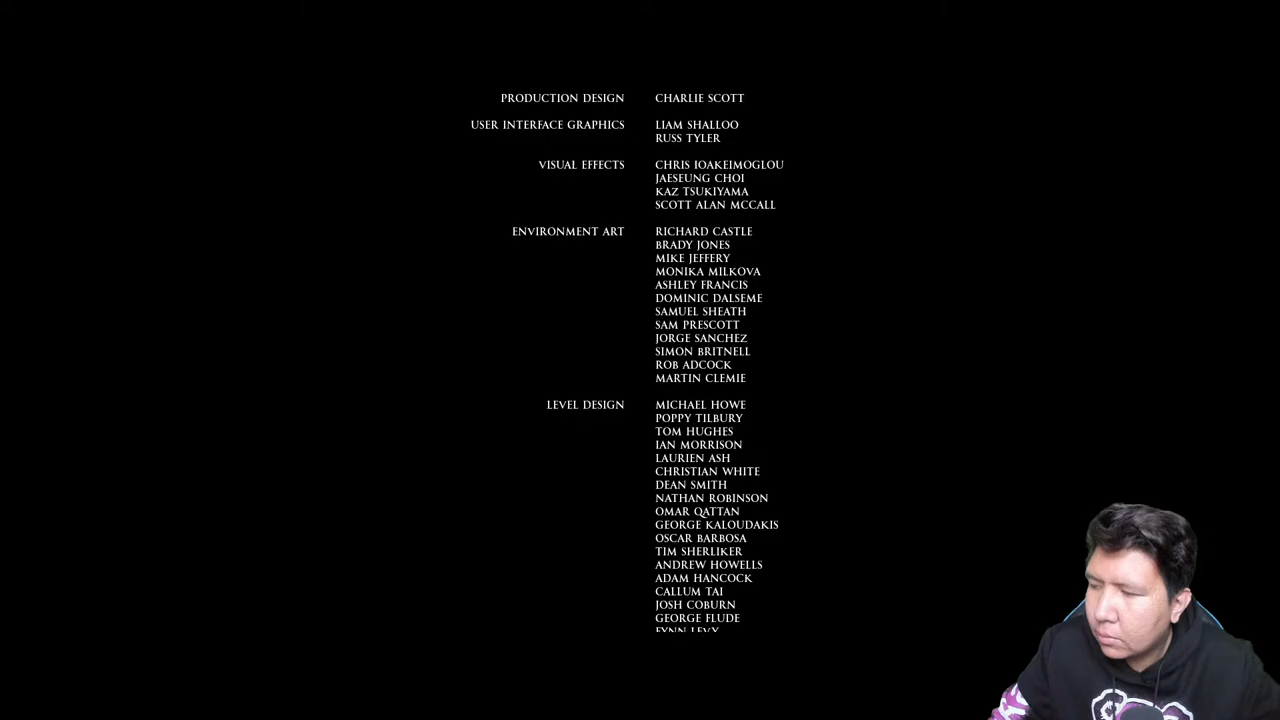 PRODUCTION DESIGN CHARLIE SCOTT
USER INTERFACE GRAPHICS LIAM SHALLOO
RUSS TYLER
VISUAL EFFECTS CHRIS IOAKEIMOGLOU
JAESEUNG CHOI
KAZ TSUKIYAMA
SCOTT ALAN MCCALL
ENVIRONMENT ART RICHARD CASTLE
BRADY JONES
MIKE JEFFERY
MONIKA MILKOVA
ASHLEY FRANCIS
DOMINIC DALSEME
SAMUEL SHEATH
SAM PRESCOTT
JORGE SANCHEZ
SIMON BRITNELL
ROB ADCOCK
MARTIN CLEMIE
LEVEL DESIGN MICHAEL HOWE
POPPY TILBURY
TOM HUGHES
IAN MORRISON
LAURIEN ASH
CHRISTIAN WHITE
DEAN SMITH
NATHAN ROBINSON
OMAR QATTAN
GEORGE KALOUDAKIS
OSCAR BARBOSA
TIM SHERLIKER
ANDREW HOWELLS
ADAM HANCOCK
CALLUM TAI
JOSH COBURN
GEORGE FLUDE
FYNN LEVY